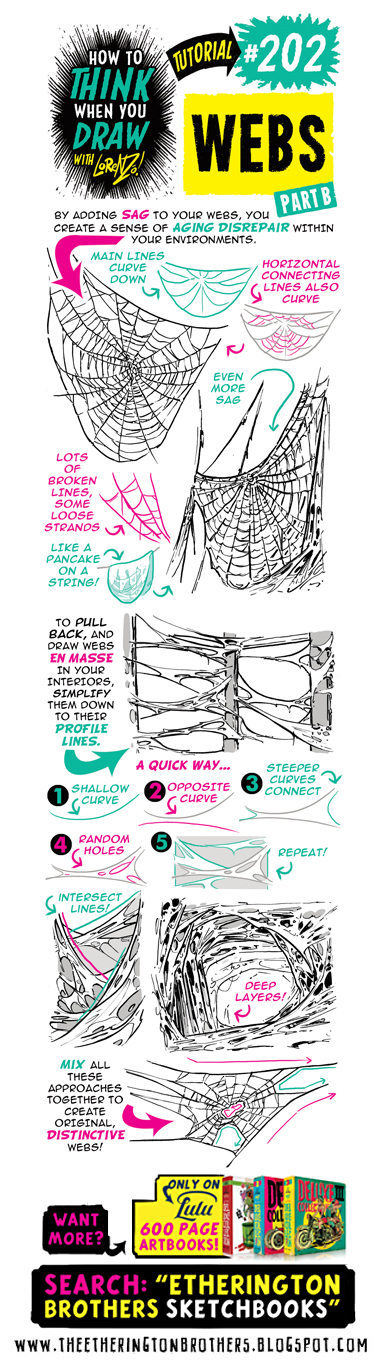 HOW TO
THINK
WHEN YOU
DRAW
WITH LORENZO!
TUTORIAL
#202
WEBS
PART B
BY ADDING SAG TO YOUR WEBS, YOU
CREATE A SENSE OF AGING DISREPAIR WITHIN
YOUR ENVIRONMENTS.
MAIN LINES
CURVE
DOWN
HORIZONTAL
CONNECTING
LINES ALSO
CURVE
EVEN
MORE
SAG
LOTS
OF
BROKEN
LINES,
SOME
LOOSE
STRANDS
LIKE A
PANCAKE
ON A
STRING!
TO PULL
BACK, AND
DRAW WEBS
EN MASSE
IN YOUR
INTERIORS,
SIMPLIFY
THEM DOWN
TO THEIR
PROFILE
LINES.
A QUICK WAY...
1 SHALLOW
CURVE
2 OPPOSITE
CURVE
3 STEEPER
CURVES
CONNECT
4 RANDOM
HOLES
5
REPEAT!
INTERSECT
LINES!
DEEP
LAYERS!
MIX ALL
THESE
APPROACHES
TOGETHER TO
CREATE
ORIGINAL,
DISTINCTIVE
WEBS!
WANT
MORE?
ONLY ON
Lulu
600 PAGE
ARTBOOKS!
DELUXE
III
SEARCH: "ETHERINGTON
BROTHERS SKETCHBOOKS"
WWW.THEETHERINGTONBROTHERS.BLOGSPOT.COM